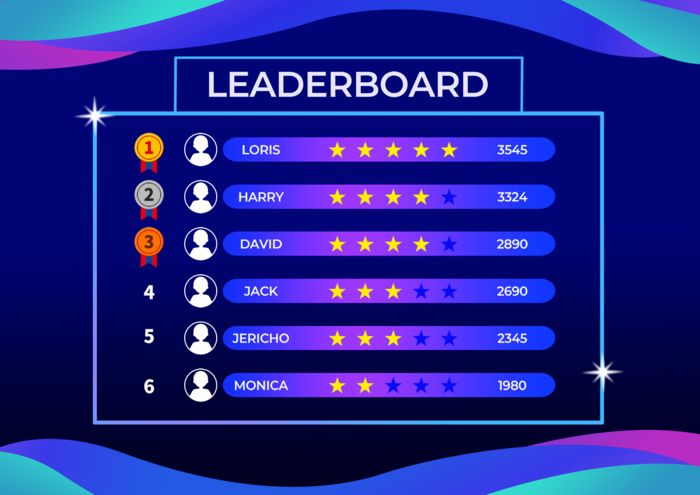 LEADERBOARD
1 LORIS 3545
2 HARRY 3324
3 DAVID 2890
4 JACK 2690
5 JERICHO 2345
6 MONICA 1980